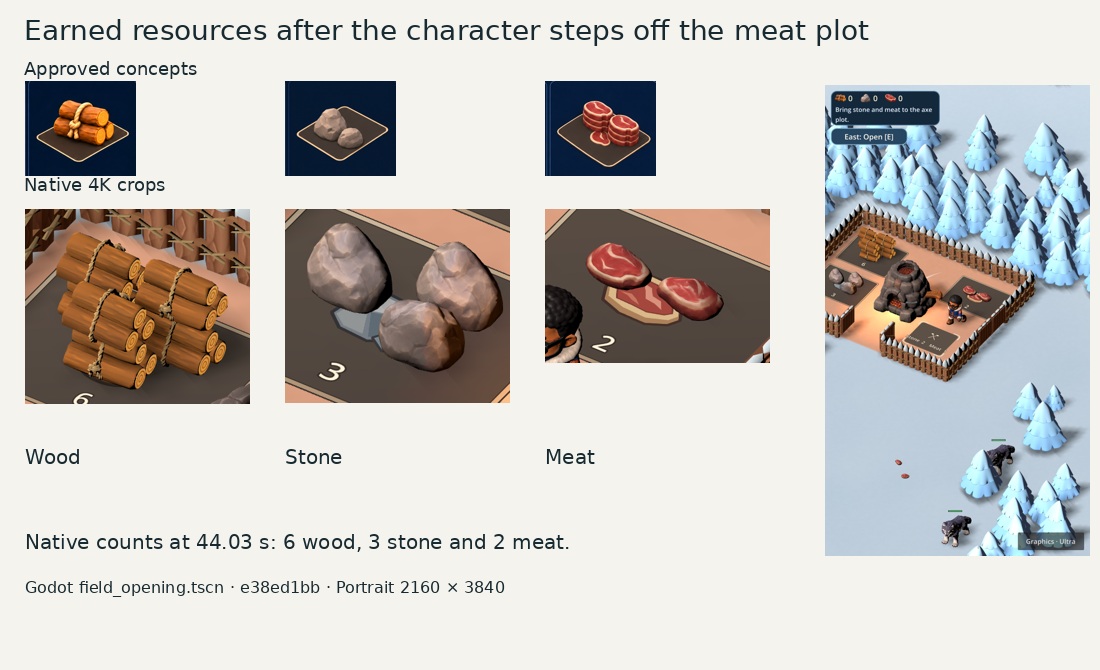 Earned resources after the character steps off the meat plot
Approved concepts
Native 4K crops
6
3
2
Wood
Stone
Meat
Native counts at 44.03 s: 6 wood, 3 stone and 2 meat.
Godot field_opening.tscn · e38ed1bb · Portrait 2160 × 3840
0 0 0
Bring stone and meat to the axe
plot.
East: Open [E]
Graphics · Ultra